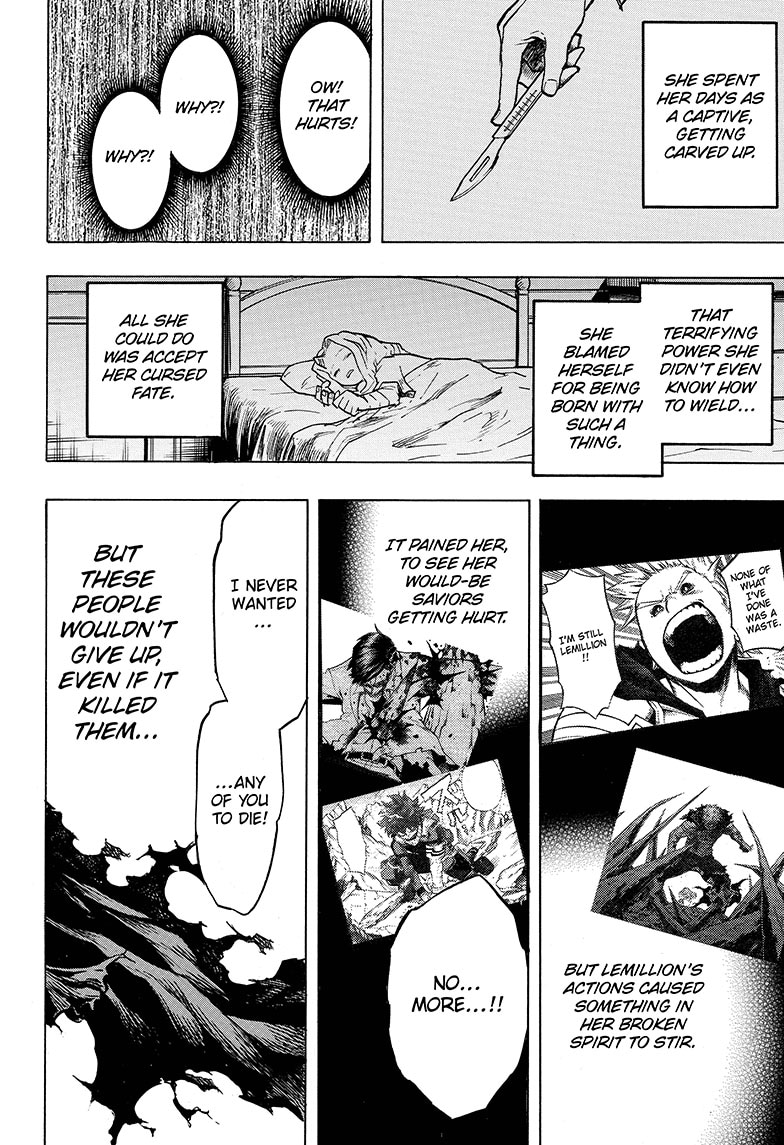 SHE SPENT
HER DAYS AS
A CAPTIVE,
GETTING
CARVED UP.
OW!
THAT
HURTS!
WHY?!
WHY?!
THAT
TERRIFYING
POWER SHE
DIDN'T EVEN
KNOW HOW
TO WIELD...
SHE
BLAMED
HERSELF
FOR BEING
BORN WITH
SUCH A
THING.
ALL SHE
COULD DO
WAS ACCEPT
HER CURSED
FATE.
NONE OF
WHAT
I'VE
DONE
WAS A
WASTE.
I'M STILL
LEMILLION
!!
BUT LEMILLION'S
ACTIONS CAUSED
SOMETHING IN
HER BROKEN
SPIRIT TO STIR.
IT PAINED HER,
TO SEE HER
WOULD-BE
SAVIORS
GETTING HURT.
NO...
MORE...!!
I NEVER
WANTED
...
...ANY
OF YOU
TO DIE!
BUT
THESE
PEOPLE
WOULDN'T
GIVE UP,
EVEN IF IT
KILLED
THEM...